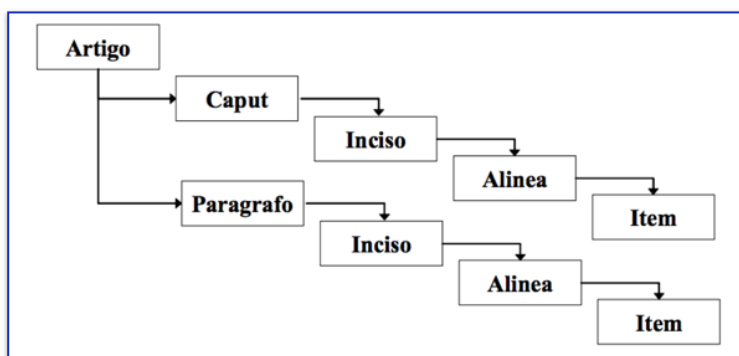 Artigo
Caput
Inciso
Alinea
Item
Paragrafo
Inciso
Alinea
Item